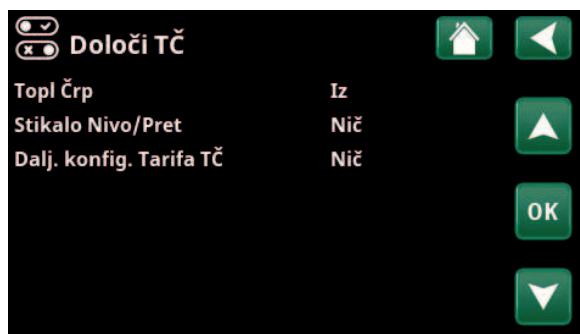 Določi TČ
Topl Črp Iz
Stikalo Nivo/Pret Nič
Dalj. konfig. Tarifa TČ Nič
OK